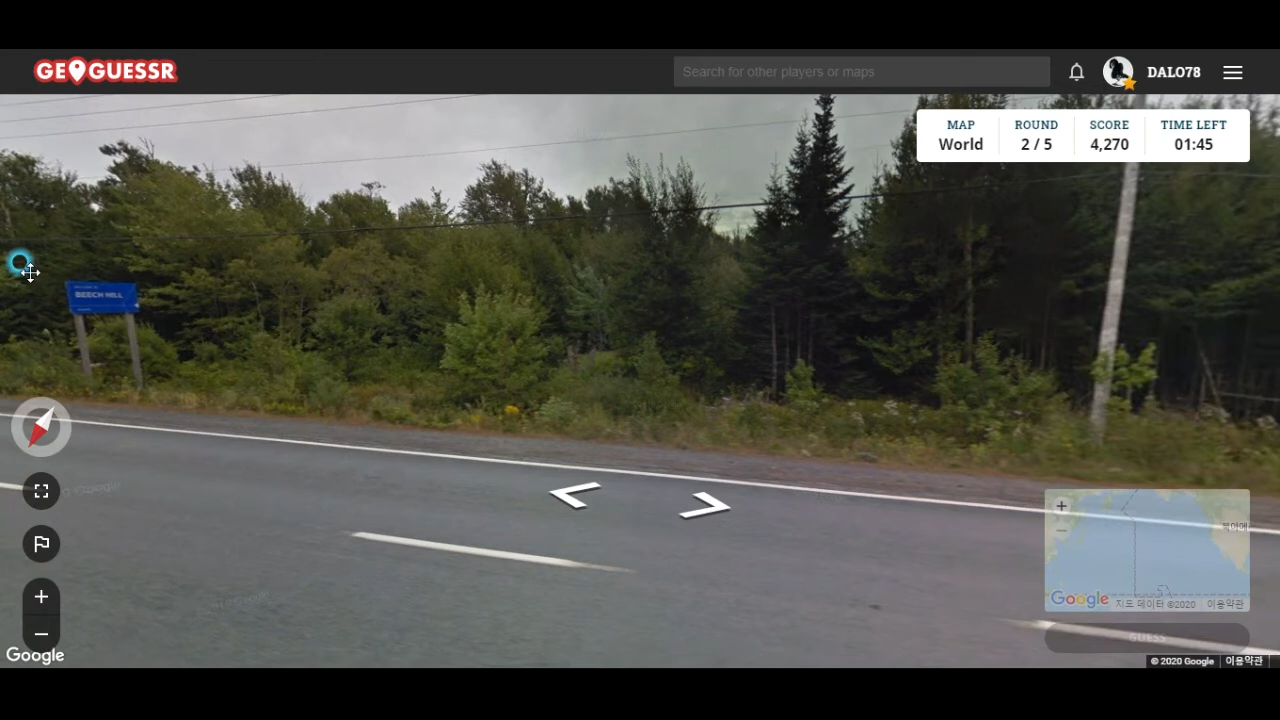 GEOGUESSR
Search for other players or maps
DALO78
MAP
World
ROUND
2 / 5
SCORE
4,270
TIME LEFT
01:45
BEECH HILL
Google
지도 데이터 ©2020
이용약관
GUESS
Google
© 2020 Google
이용약관